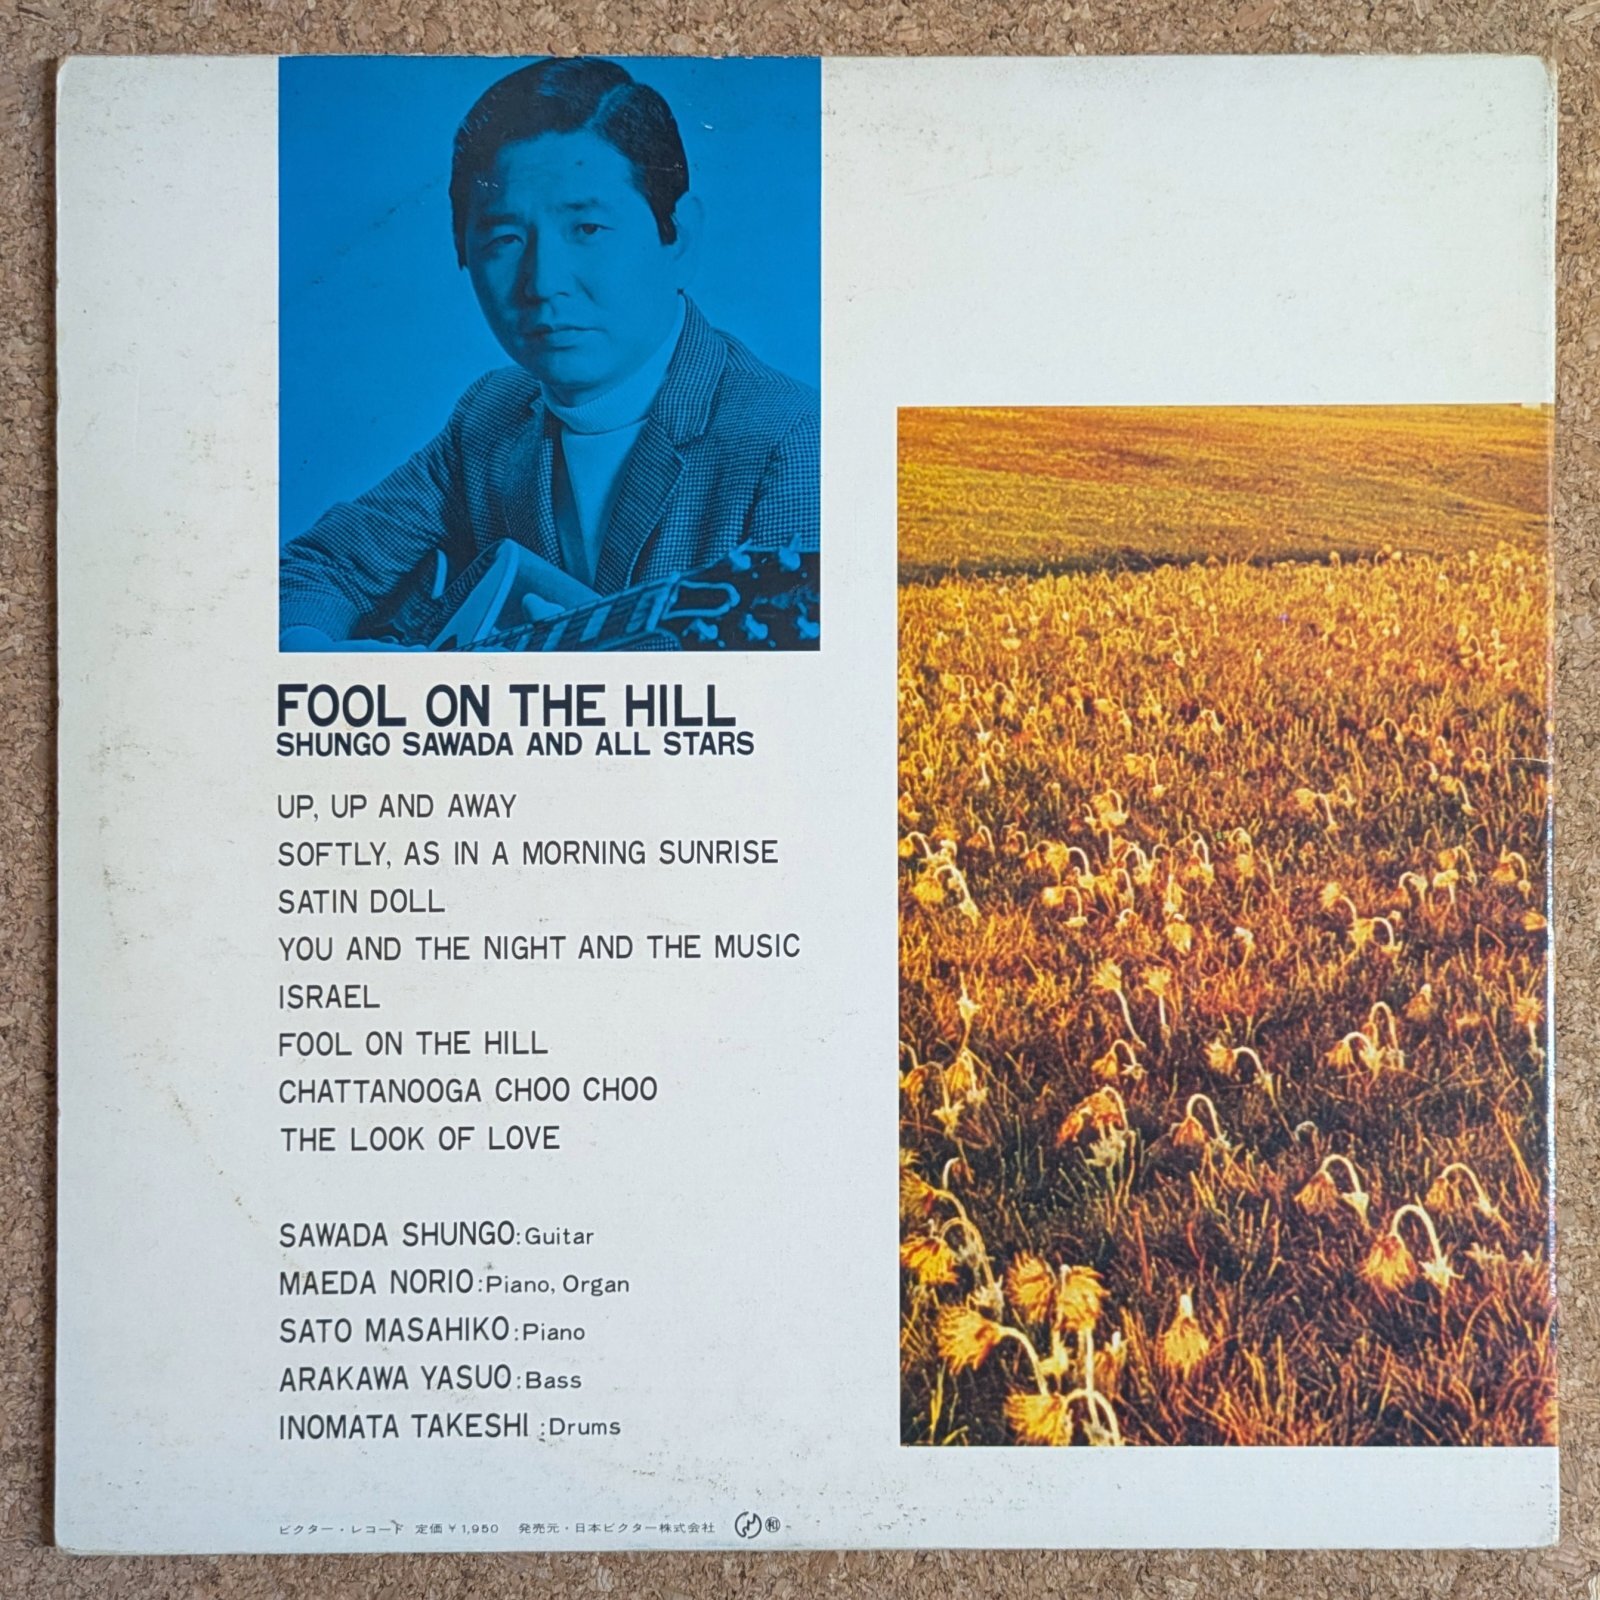 FOOL ON THE HILL
SHUNGO SAWADA AND ALL STARS
UP, UP AND AWAY
SOFTLY, AS IN A MORNING SUNRISE
SATIN DOLL
YOU AND THE NIGHT AND THE MUSIC
ISRAEL
FOOL ON THE HILL
CHATTANOOGA CHOO CHOO
THE LOOK OF LOVE
SAWADA SHUNGO:Guitar
MAEDA NORIO:Piano, Organ
SATO MASAHIKO:Piano
ARAKAWA YASUO:Bass
INOMATA TAKESHI :Drums
ビクター・レコード 定価 ¥1,950 発売元・日本ビクター株式会社 ㊒